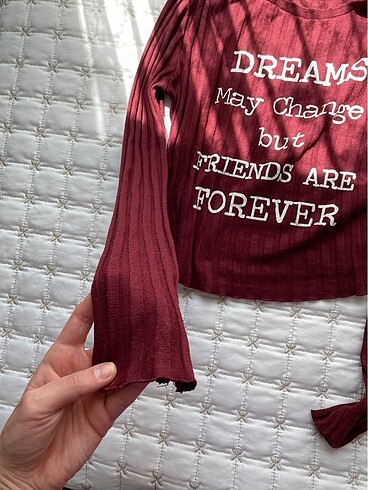 DREAMS
May Change
but
FRIENDS ARE
FOREVER